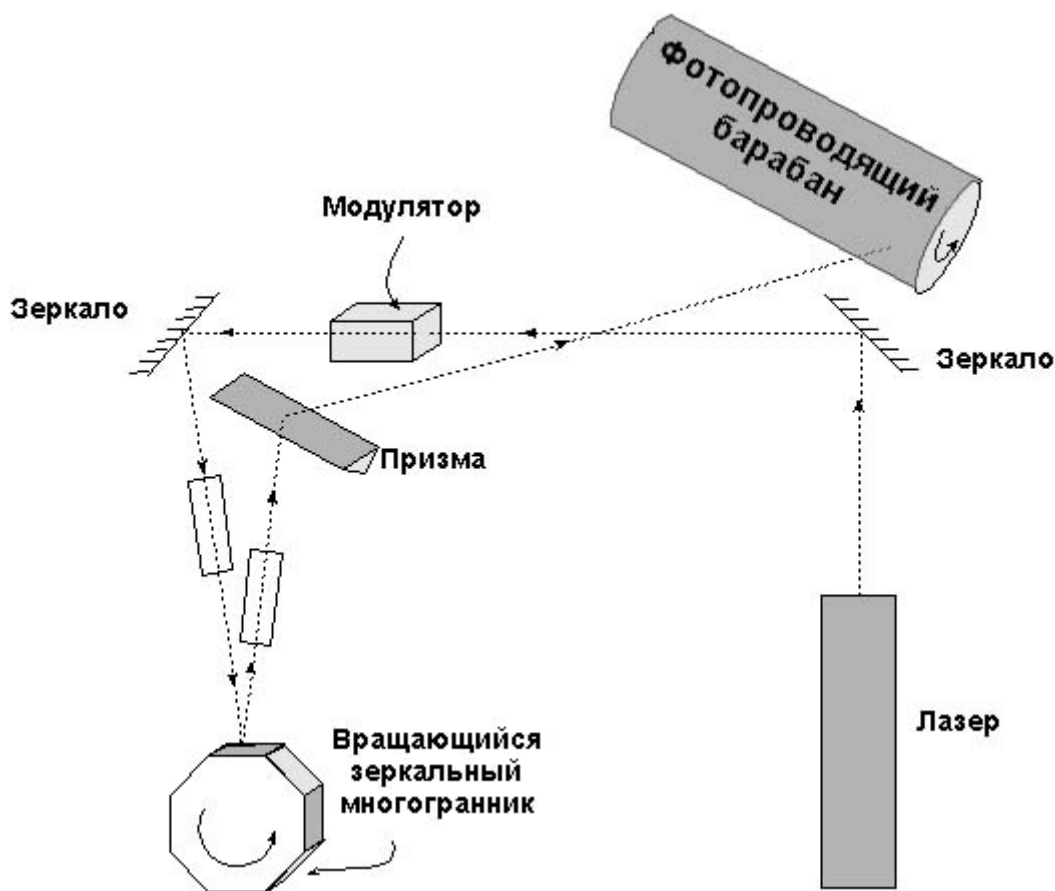 Фотопроводящий
барабан
Модулятор
Зеркало
Зеркало
Призма
Лазер
Вращающийся
зеркальный
многогранник